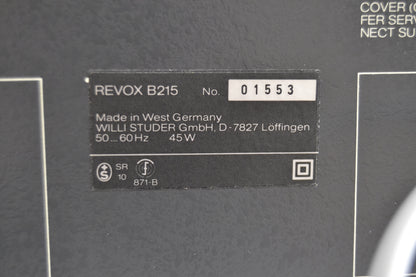 COVER (
FER SERV
NECT SU
REVOX B215 No. 01553
Made in West Germany
WILLI STUDER GmbH, D-7827 Löffingen
50...60Hz 45W
SR
10
871-B